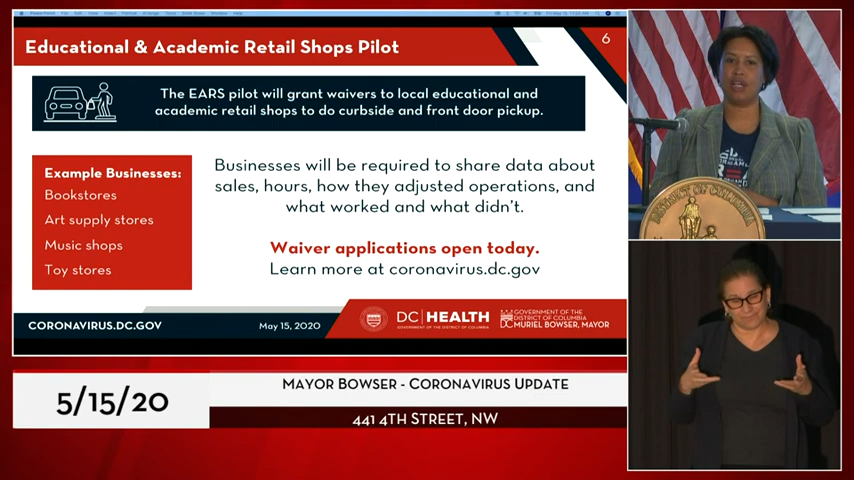 Educational & Academic Retail Shops Pilot
6
The EARS pilot will grant waivers to local educational and
academic retail shops to do curbside and front door pickup.
Example Businesses:
Bookstores
Art supply stores
Music shops
Toy stores
Businesses will be required to share data about
sales, hours, how they adjusted operations, and
what worked and what didn't.
Waiver applications open today.
Learn more at coronavirus.dc.gov
CORONAVIRUS.DC.GOV
May 15, 2020
DC HEALTH
GOVERNMENT OF THE DISTRICT OF COLUMBIA
GOVERNMENT OF THE
DISTRICT OF COLUMBIA
DC MURIEL BOWSER, MAYOR
DISTRICT OF COLUMBIA
5/15/20
MAYOR BOWSER - CORONAVIRUS UPDATE
441 4TH STREET, NW